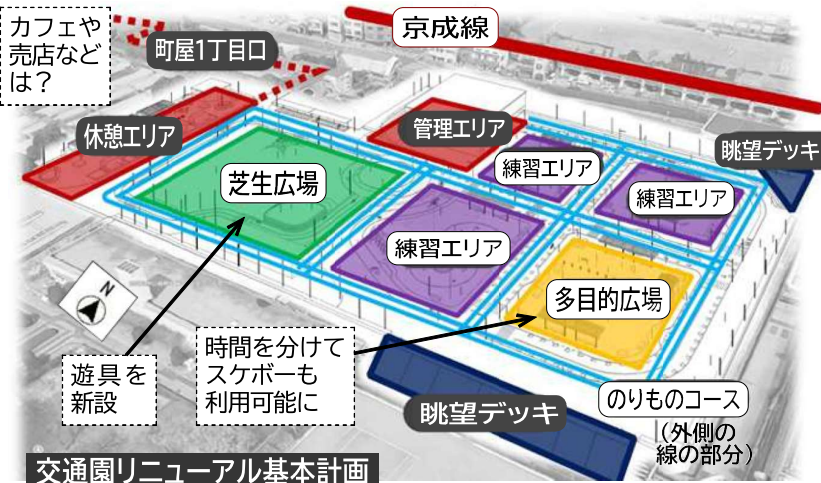 カフェや
売店など
は？
町屋1丁目口
京成線
休憩エリア
管理エリア
眺望デッキ
芝生広場
練習エリア
練習エリア
練習エリア
多目的広場
N
遊具を
新設
時間を分けて
スケボーも
利用可能に
眺望デッキ
のりものコース
（外側の
線の部分）
交通園リニューアル基本計画